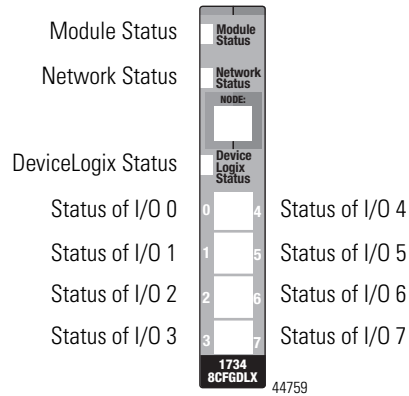 Module Status
Module
Status
Network Status
Network
Status
NODE:
DeviceLogix Status
Device
Logix
Status
Status of I/O 0
0
4
Status of I/O 4
Status of I/O 1
1
5
Status of I/O 5
Status of I/O 2
2
6
Status of I/O 6
Status of I/O 3
3
7
Status of I/O 7
1734
8CFGDLX
44759